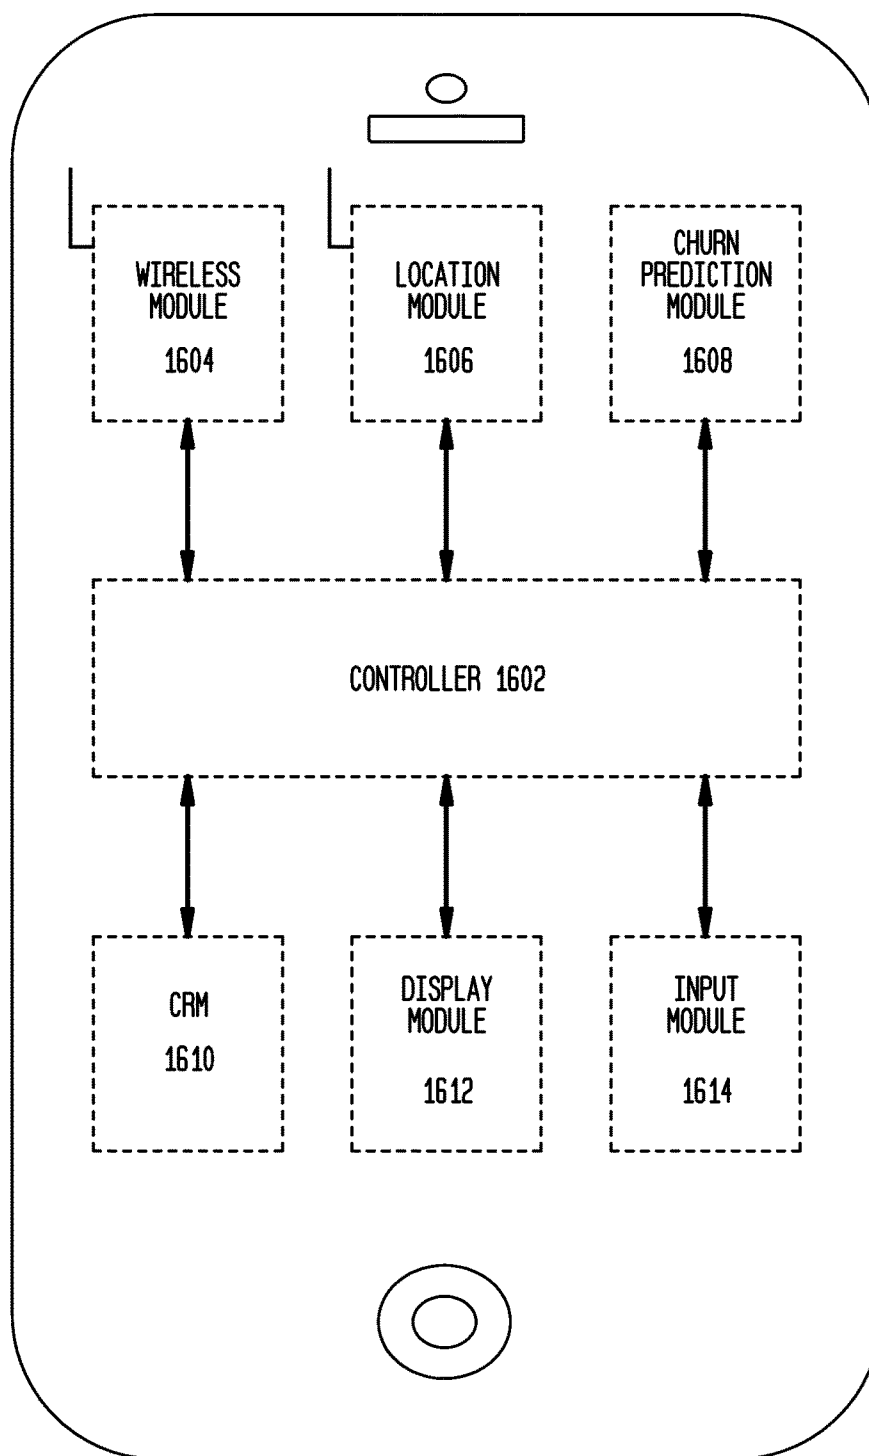 WIRELESS
MODULE
1604
LOCATION
MODULE
1606
CHURN
PREDICTION
MODULE
1608
CONTROLLER 1602
CRM
1610
DISPLAY
MODULE
1612
INPUT
MODULE
1614